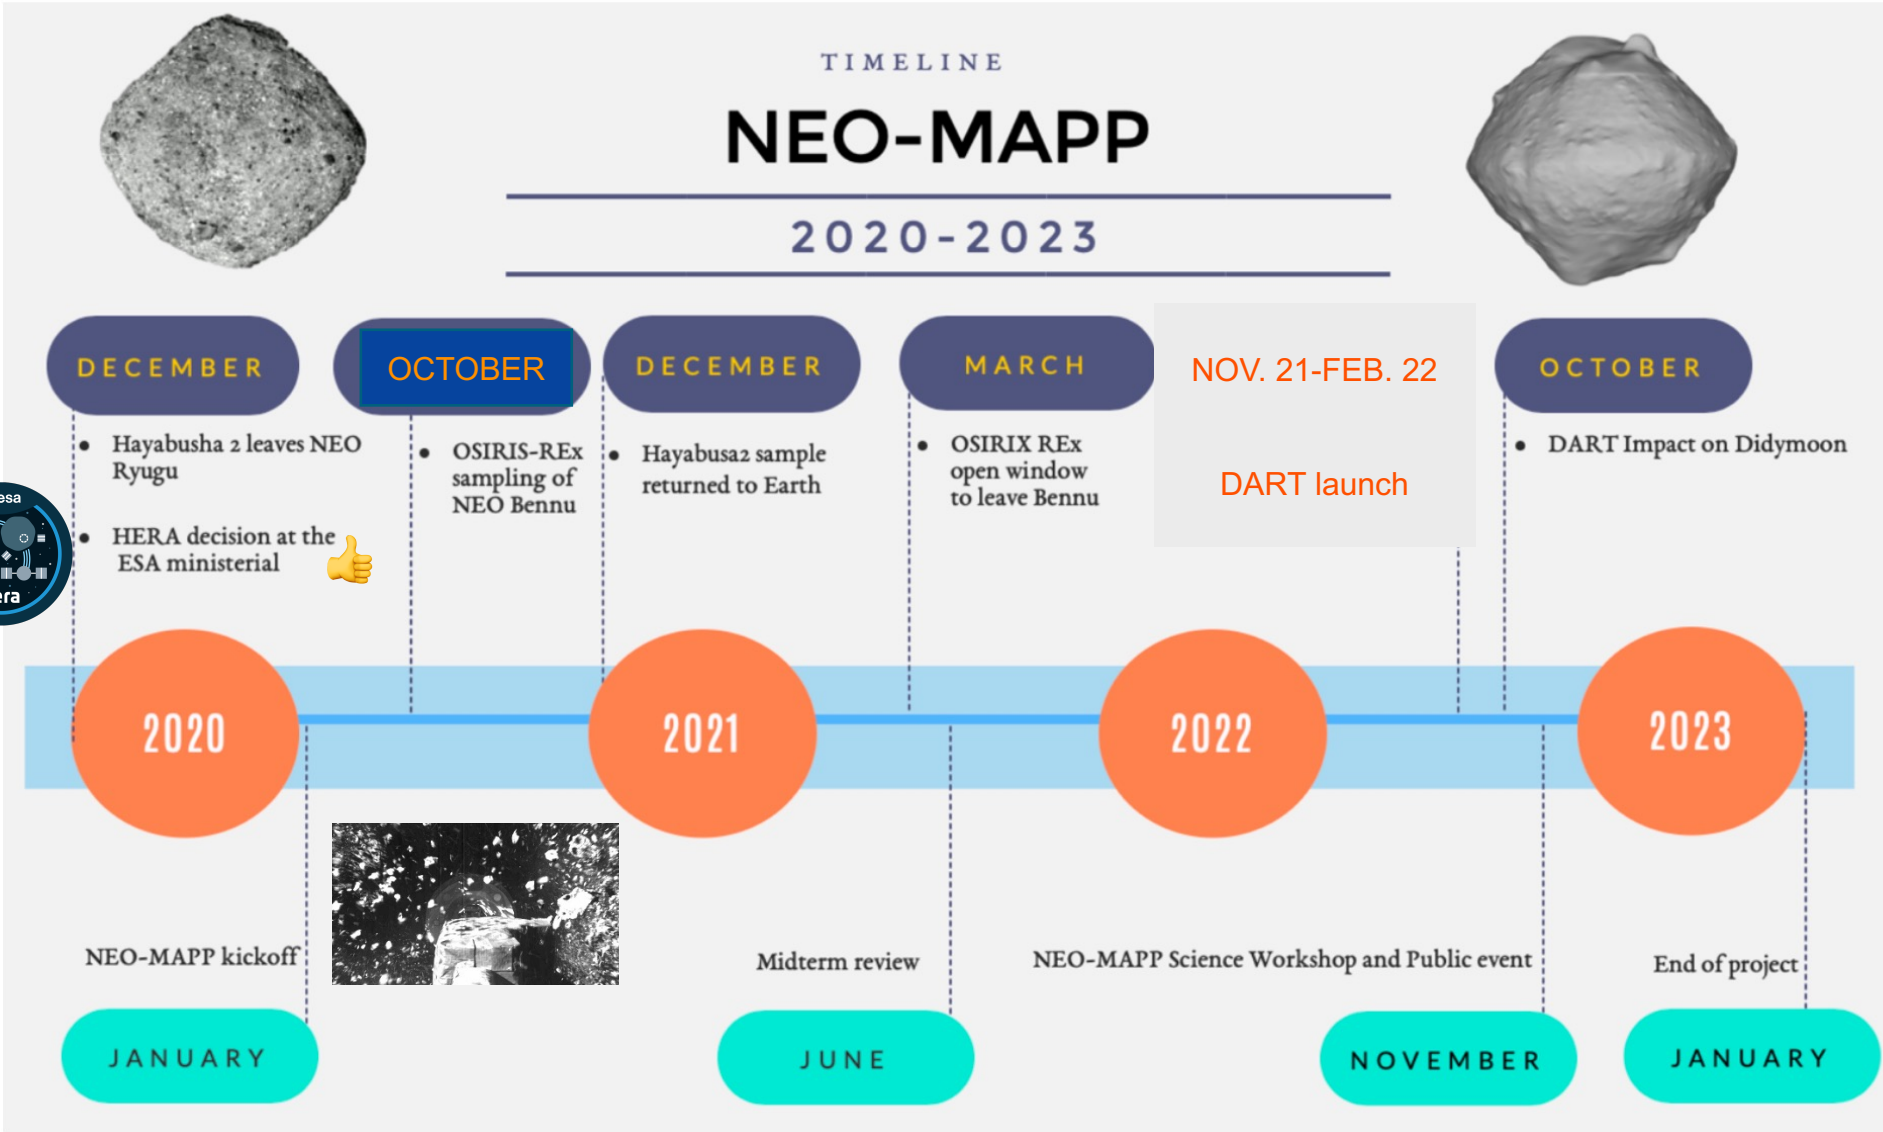 TIMELINE
NEO-MAPP
2020-2023
DECEMBER
Hayabusha 2 leaves NEO
Ryugu
HERA decision at the
ESA ministerial
OCTOBER
OSIRIS-REx
sampling of
NEO Bennu
DECEMBER
Hayabusa2 sample
returned to Earth
MARCH
OSIRIX REx
open window
to leave Bennu
NOV. 21-FEB. 22
DART launch
OCTOBER
DART Impact on Didymoon
esa
era
2020
2021
2022
2023
NEO-MAPP kickoff
JANUARY
Midterm review
JUNE
NEO-MAPP Science Workshop and Public event
NOVEMBER
End of project
JANUARY